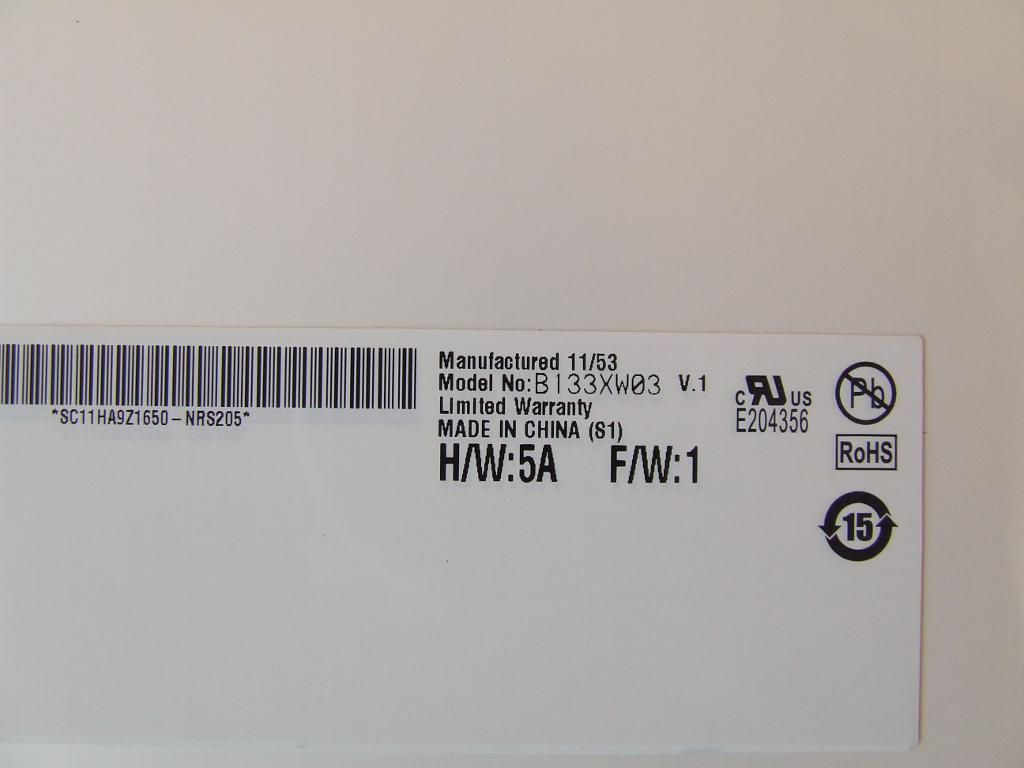 Manufactured 11/53
Model No:B133XW03 V.1
Limited Warranty
MADE IN CHINA (S1)
H/W:5A F/W:1
*SC11HA9Z1650-NRS205*
c RU US
E204356
Pb
RoHS
15